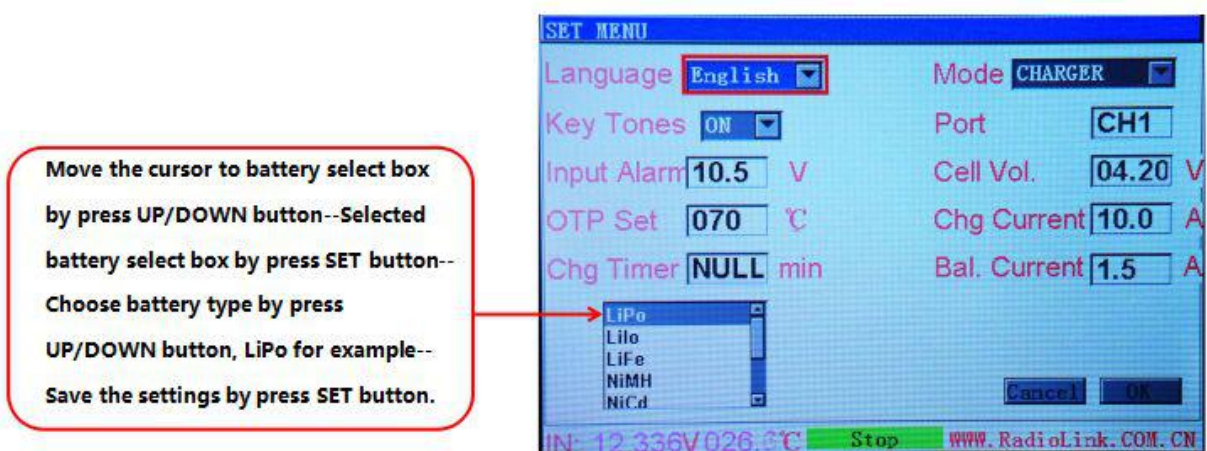 Move the cursor to battery select box
by press UP/DOWN button--Selected
battery select box by press SET button--
Choose battery type by press
UP/DOWN button, LiPo for example--
Save the settings by press SET button.
SET MENU
Language English Mode CHARGER
Key Tones ON Port CH1
Input Alarm 10.5 V Cell Vol. 04.20 V
OTP Set 070 ℃ Chg Current 10.0 A
Chg Timer NULL min Bal. Current 1.5 A
LiPo
LiIo
LiFe
NiMH
NiCd
Cancel OK
IN: 12.336V 026.6℃ Stop WWW.RadioLink.COM.CN